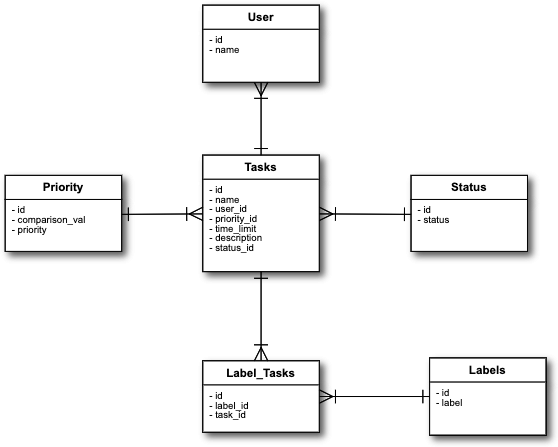 User
- id
- name
Tasks
- id
- name
- user_id
- priority_id
- time_limit
- description
- status_id
Priority
- id
- comparison_val
- priority
Status
- id
- status
Label_Tasks
- id
- label_id
- task_id
Labels
- id
- label